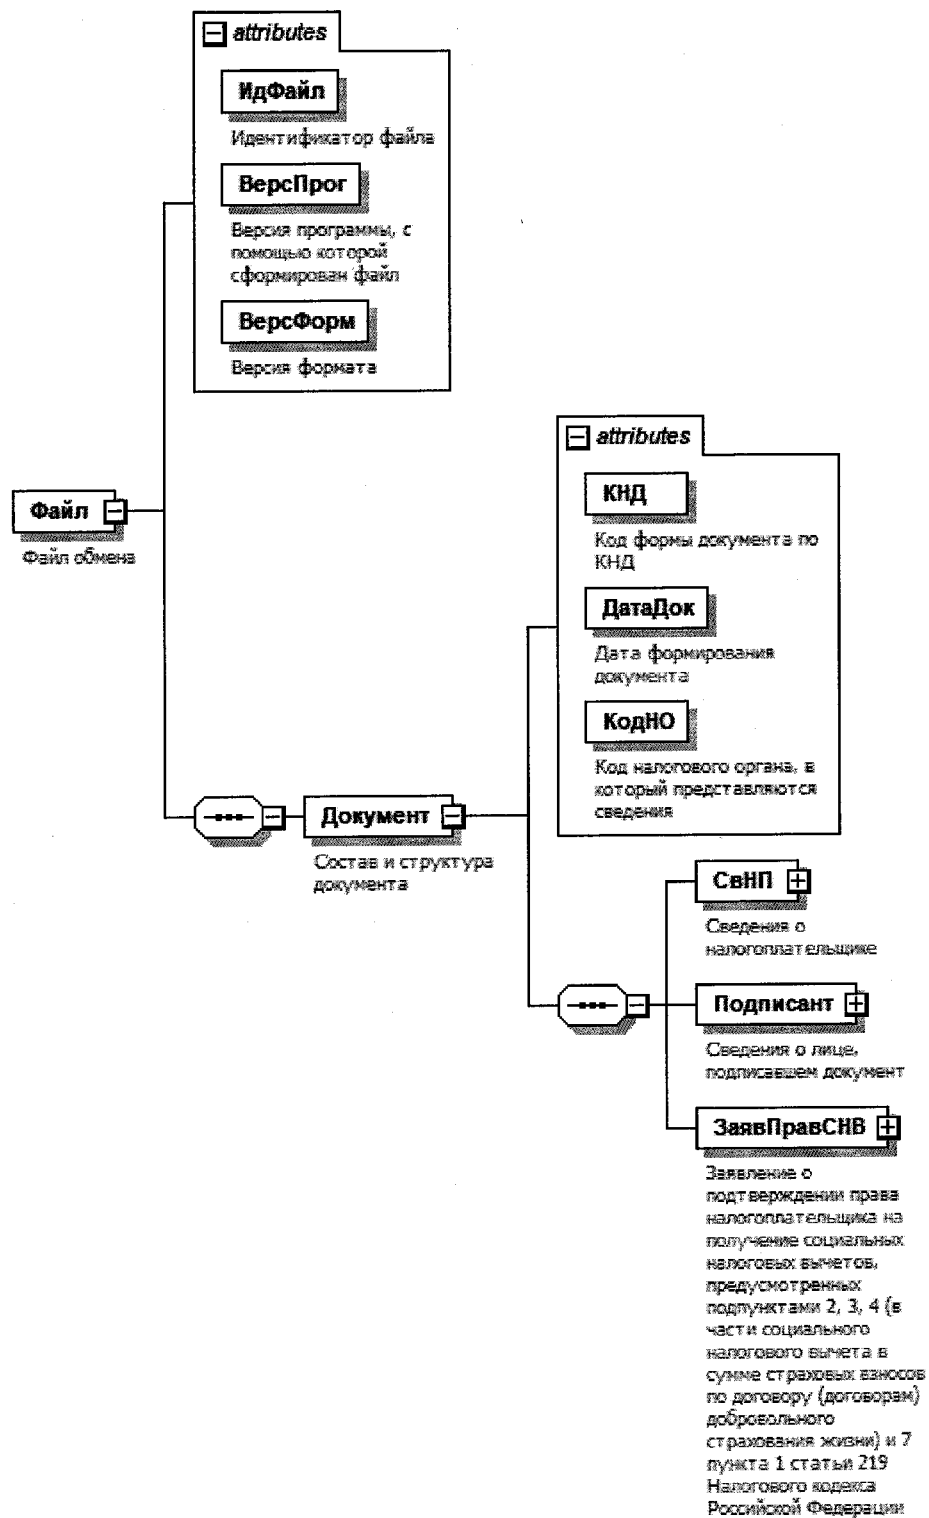 attributes
ИдФайл
Идентификатор файла
ВерсПрог
Версия программы, с
помощью которой
сформирован файл
ВерсФорм
Версия формата
Файл
Файл обмена
attributes
КНД
Код формы документа по
КНД
ДатаДок
Дата формирования
документа
КодНО
Код налогового органа, в
который представляются
сведения
Документ
Состав и структура
документа
СвНП
Сведения о
налогоплательщике
Подписант
Сведения о лице,
подписавшем документ
ЗаявПравСНВ
Заявление о
подтверждении права
налогоплательщика на
получение социальных
налоговых вычетов,
предусмотренных
подпунктами 2, 3, 4 (в
части социального
налогового вычета в
сумме страховых взносов
по договору (договорам)
добровольного
страхования жизни) и 7
пункта 1 статьи 219
Налогового кодекса
Российской Федерации